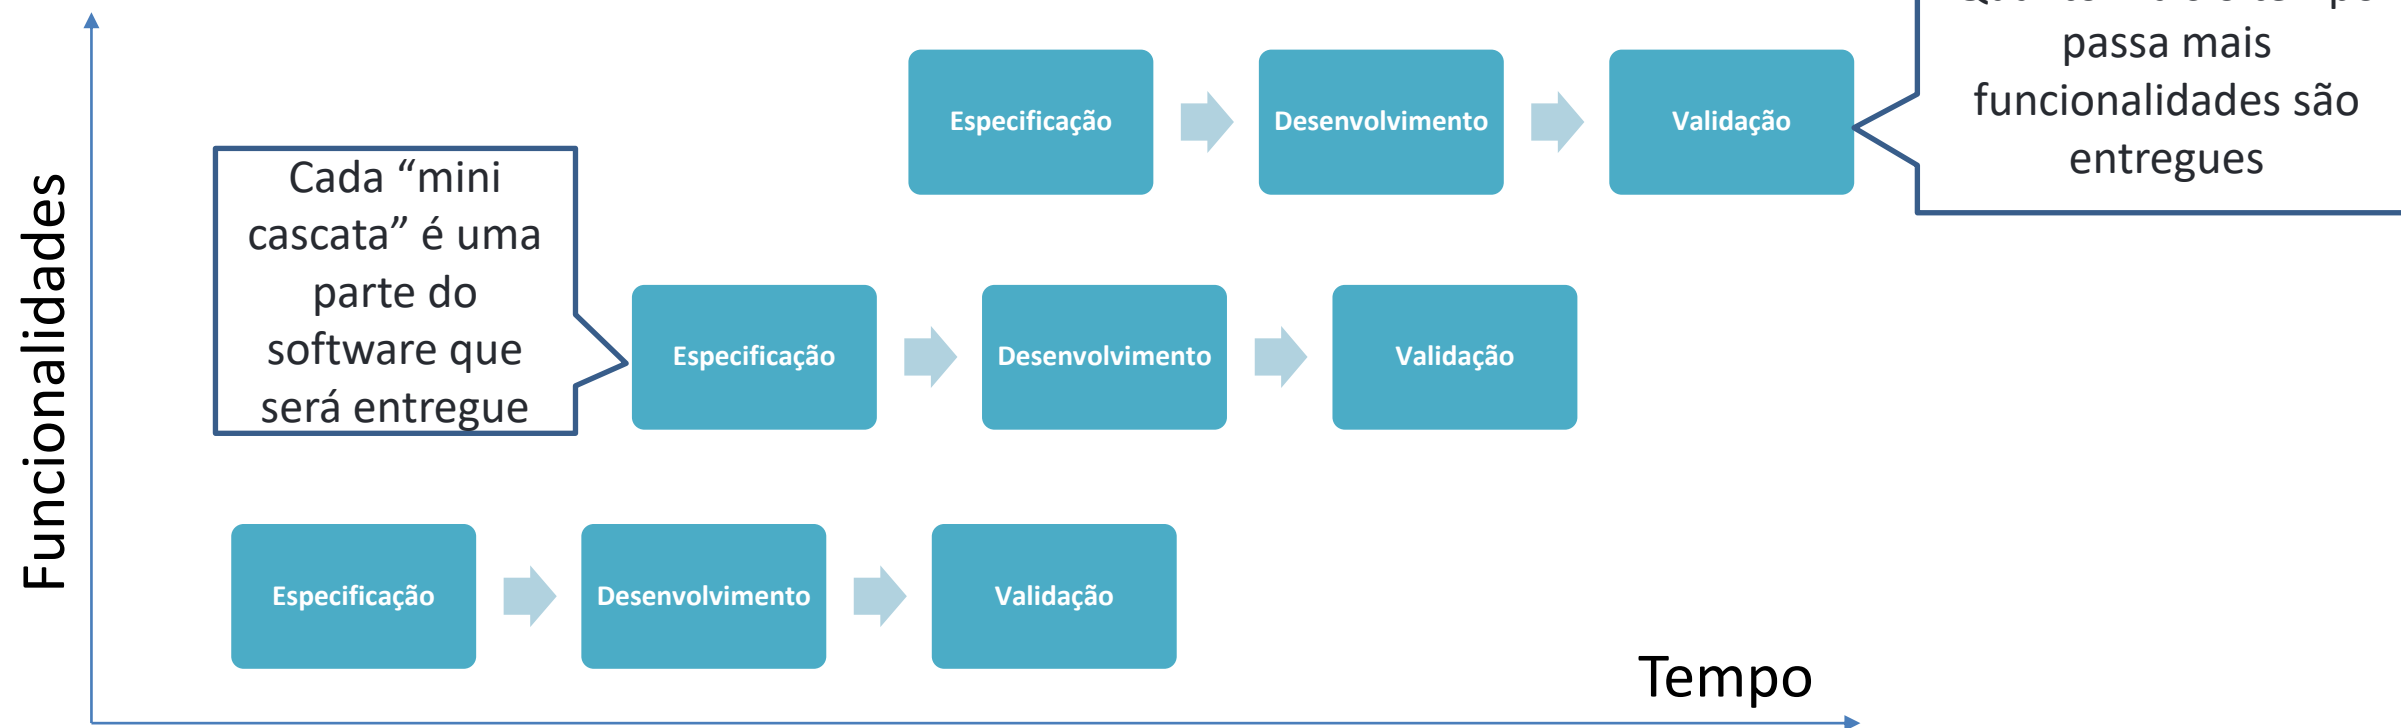 passa mais
funcionalidades são
entregues
Especificação
Desenvolvimento
Validação
Cada “mini
cascata” é uma
parte do
software que
será entregue
Especificação
Desenvolvimento
Validação
Especificação
Desenvolvimento
Validação
Funcionalidades
Tempo